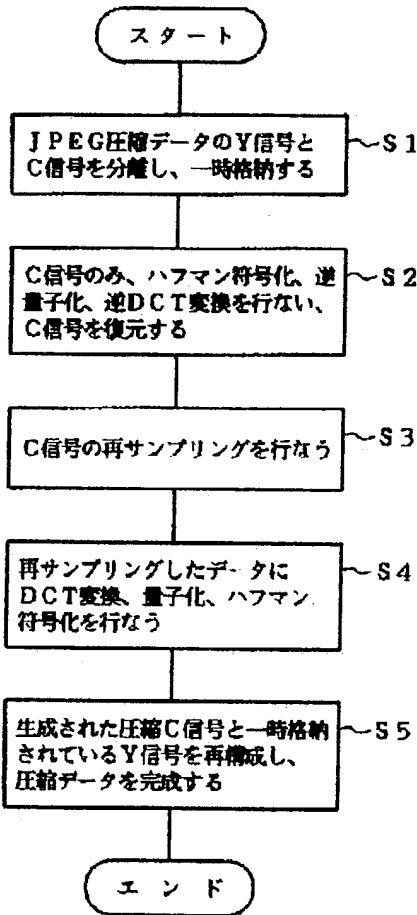 スタート
JPEG圧縮データのY信号と
C信号を分離し、一時格納する
S1
C信号のみ、ハフマン符号化、逆
量子化、逆DCT変換を行ない、
C信号を復元する
S2
C信号の再サンプリングを行なう
S3
再サンプリングしたデータに
DCT変換、量子化、ハフマン
符号化を行なう
S4
生成された圧縮C信号と一時格納
されているY信号を再構成し、
圧縮データを完成する
S5
エンド